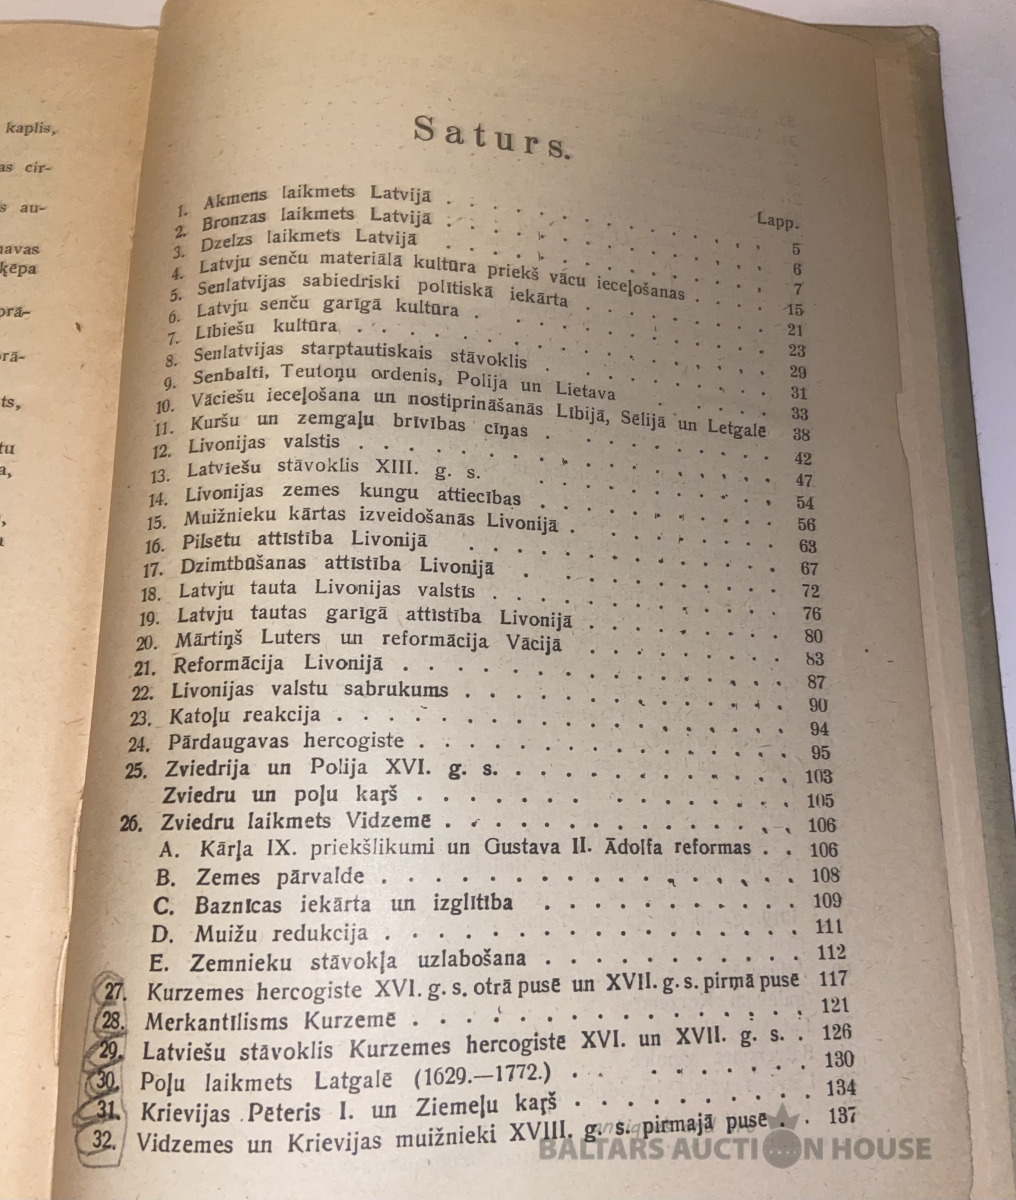 kaplis,
cir-
au-
Saturs.
Lapp.
1. Akmens laikmets Latvijā . . . . . . . . . . 5
2. Bronzas laikmets Latvijā . . . . . . . . . . 6
3. Dzelzs laikmets Latvijā . . . . . . . . . . 7
4. Latvju senču materiālā kultūra priekš vācu ieceļošanas . . . 15
5. Senlatvijas sabiedriski polītiskā iekārta . . . . . . 21
6. Latvju senču garīgā kultūra . . . . . . . . . 23
7. Lībiešu kultūra . . . . . . . . . . . . 29
8. Senlatvijas starptautiskais stāvoklis . . . . . . . 31
9. Senbalti, Teutoņu ordenis, Polija un Lietava . . . . 33
10. Vāciešu ieceļošana un nostiprināšanās Lībijā, Sēlijā un Letgalē 38
11. Kuršu un zemgaļu brīvības cīņas . . . . . . . 42
12. Livonijas valstis . . . . . . . . . . . 47
13. Latviešu stāvoklis XIII. g. s. . . . . . . . . 54
14. Livonijas zemes kungu attiecības . . . . . . . 56
15. Muižnieku kārtas izveidošanās Livonijā . . . . . . 63
16. Pilsētu attīstība Livonijā . . . . . . . . . 67
17. Dzimtbūšanas attīstība Livonijā . . . . . . . . 72
18. Latvju tauta Livonijas valstīs . . . . . . . . 76
19. Latvju tautas garīgā attīstība Livonijā . . . . . . 80
20. Mārtiņš Luters un reformācija Vācijā . . . . . . 83
21. Reformācija Livonijā . . . . . . . . . . 87
22. Livonijas valstu sabrukums . . . . . . . . . 90
23. Katoļu reakcija . . . . . . . . . . . . 94
24. Pārdaugavas hercogiste . . . . . . . . . . 95
25. Zviedrija un Polija XVI. g. s. . . . . . . . . 103
Zviedru un poļu kaŗš . . . . . . . . . . 105
26. Zviedru laikmets Vidzemē . . . . . . . . . . 106
A. Kārļa IX. priekšlikumi un Gustava II. Ādolfa reformas . . 106
B. Zemes pārvalde . . . . . . . . . . . 108
C. Baznīcas iekārta un izglītība . . . . . . . . 109
D. Muižu redukcija . . . . . . . . . . . 111
E. Zemnieku stāvokļa uzlabošana . . . . . . . . 112
27. Kurzemes hercogiste XVI. g. s. otrā pusē un XVII. g. s. pirmā pusē 117
28. Merkantīlisms Kurzemē . . . . . . . . . . 121
29. Latviešu stāvoklis Kurzemes hercogistē XVI. un XVII. g. s. . 126
30. Poļu laikmets Latgalē (1629.—1772.) . . . . . . . 130
31. Krievijas Pēteris I. un Ziemeļu kaŗš . . . . . . . 134
32. Vidzemes un Krievijas muižnieki XVIII. g. s. pirmajā pusē . . 137
BALTARS AUCTION HOUSE